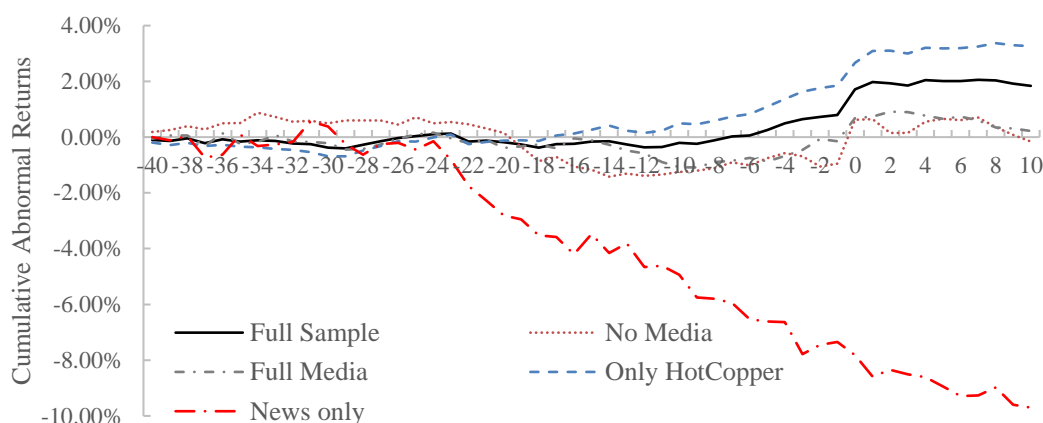 4.00%
2.00%
0.00%
-2.00%
-4.00%
-6.00%
-8.00%
-10.00%
Cumulative Abnormal Returns
-40 -38 -36 -34 -32 -30 -28 -26 -24 -22 -20 -18 -16 -14 -12 -10 -8 -6 -4 -2 0 2 4 6 8 10
Full Sample
No Media
Full Media
Only HotCopper
News only